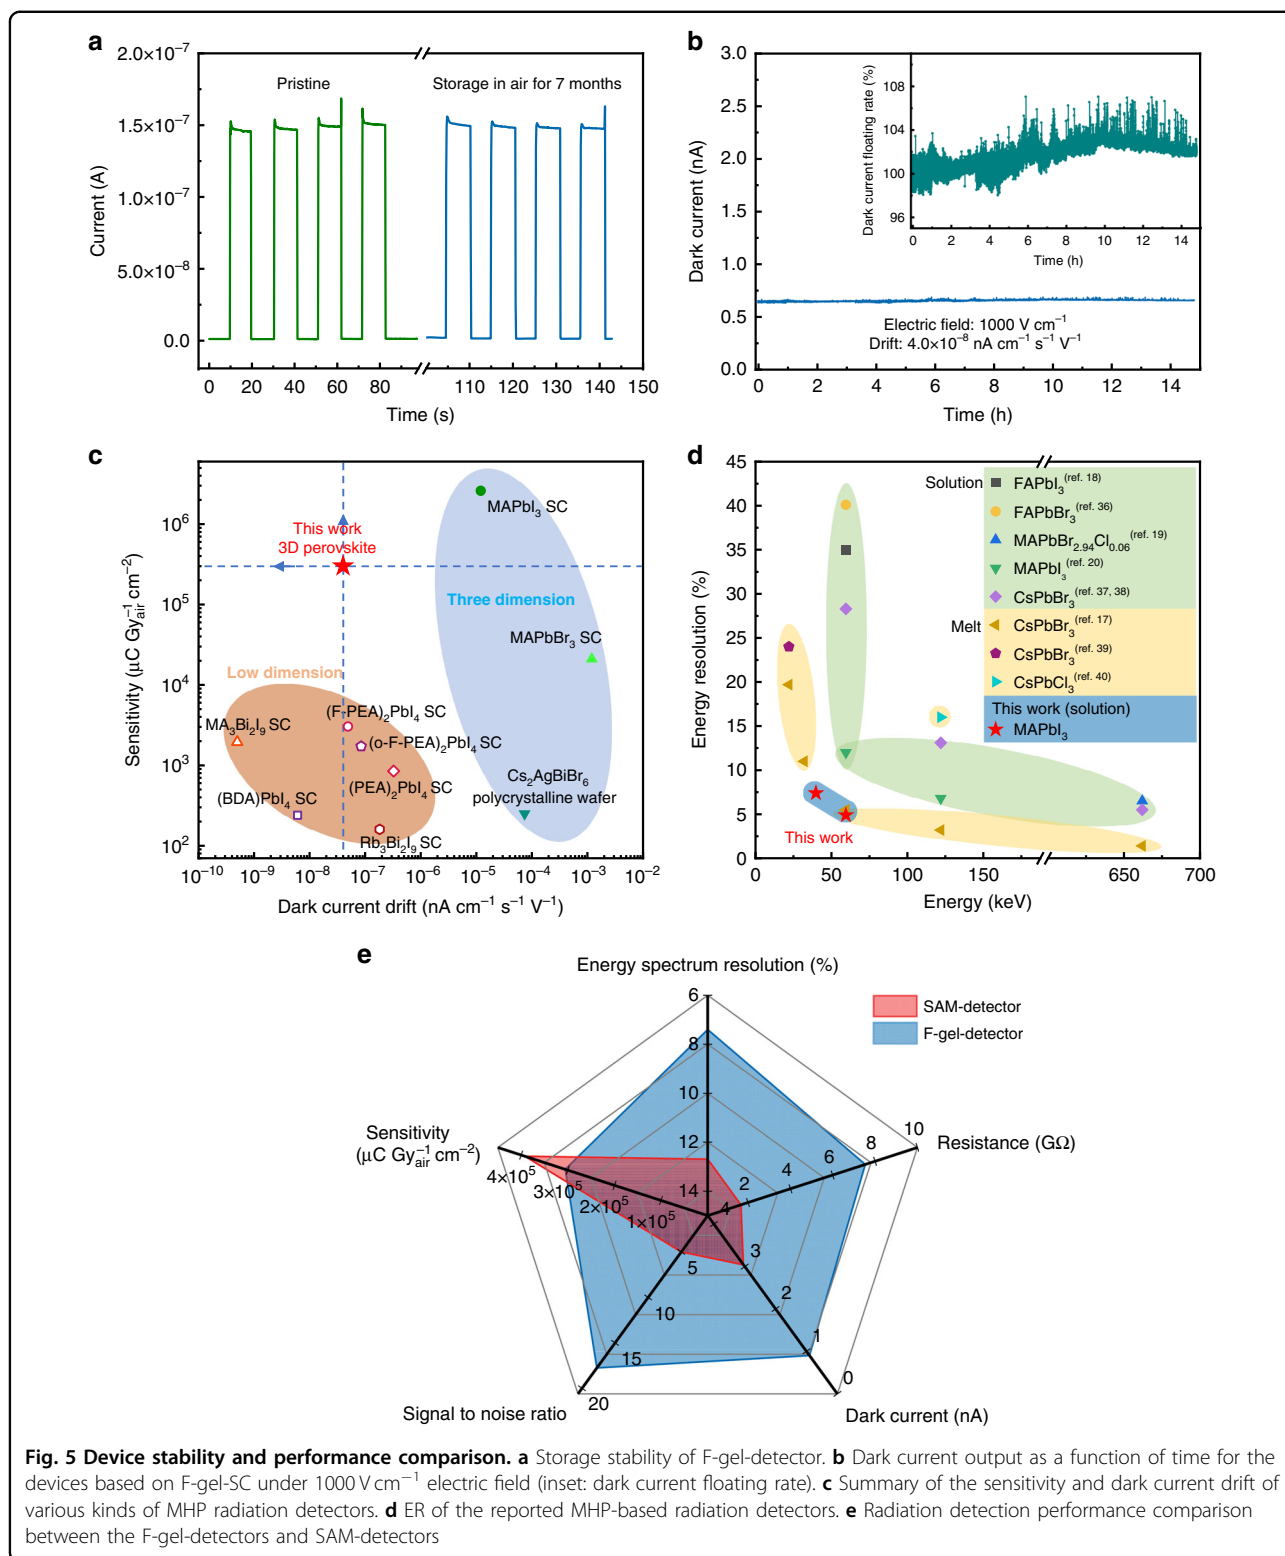 a
2.0×10⁻⁷
1.5×10⁻⁷
1.0×10⁻⁷
5.0×10⁻⁸
0.0
Current (A)
Pristine
Storage in air for 7 months
0 20 40 60 80 110 120 130 140 150
Time (s)
b
3.0
2.5
2.0
1.5
1.0
0.5
0.0
Dark current (nA)
108
104
100
96
Dark current floating rate (%)
0 2 4 6 8 10 12 14
Time (h)
Electric field: 1000 V cm⁻¹
Drift: 4.0×10⁻⁸ nA cm⁻¹ s⁻¹ V⁻¹
0 2 4 6 8 10 12 14
Time (h)
c
10⁶
10⁵
10⁴
10³
10²
Sensitivity (μC Gy⁻¹air cm⁻²)
MAPbI₃ SC
This work
3D perovskite
Three dimension
MAPbBr₃ SC
Low dimension
(F-PEA)₂PbI₄ SC
MA₃Bi₂I₉ SC
(o-F-PEA)₂PbI₄ SC
(PEA)₂PbI₄ SC
Cs₂AgBiBr₆
polycrystalline wafer
(BDA)PbI₄ SC
Rb₃Bi₂I₉ SC
10⁻¹⁰ 10⁻⁹ 10⁻⁸ 10⁻⁷ 10⁻⁶ 10⁻⁵ 10⁻⁴ 10⁻³ 10⁻²
Dark current drift (nA cm⁻¹ s⁻¹ V⁻¹)
d
45
40
35
30
25
20
15
10
5
0
Energy resolution (%)
Solution FAPbI₃(ref. 18)
FAPbBr₃(ref. 36)
MAPbBr₂.₉₄Cl₀.₀₆(ref. 19)
MAPbI₃(ref. 20)
CsPbBr₃(ref. 37, 38)
Melt CsPbBr₃(ref. 17)
CsPbBr₃(ref. 39)
CsPbCl₃(ref. 40)
This work (solution)
MAPbI₃
This work
0 50 100 150 650 700
Energy (keV)
e
Energy spectrum resolution (%)
6
8
10
12
14
SAM-detector
F-gel-detector
Resistance (GΩ)
2 4 6 8 10
Sensitivity
(μC Gy⁻¹air cm⁻²)
4×10⁵
3×10⁵
2×10⁵
1×10⁵
4
3
2
1
0
Dark current (nA)
5
10
15
20
Signal to noise ratio
Fig. 5 Device stability and performance comparison. a Storage stability of F-gel-detector. b Dark current output as a function of time for the
devices based on F-gel-SC under 1000 V cm⁻¹ electric field (inset: dark current floating rate). c Summary of the sensitivity and dark current drift of
various kinds of MHP radiation detectors. d ER of the reported MHP-based radiation detectors. e Radiation detection performance comparison
between the F-gel-detectors and SAM-detectors